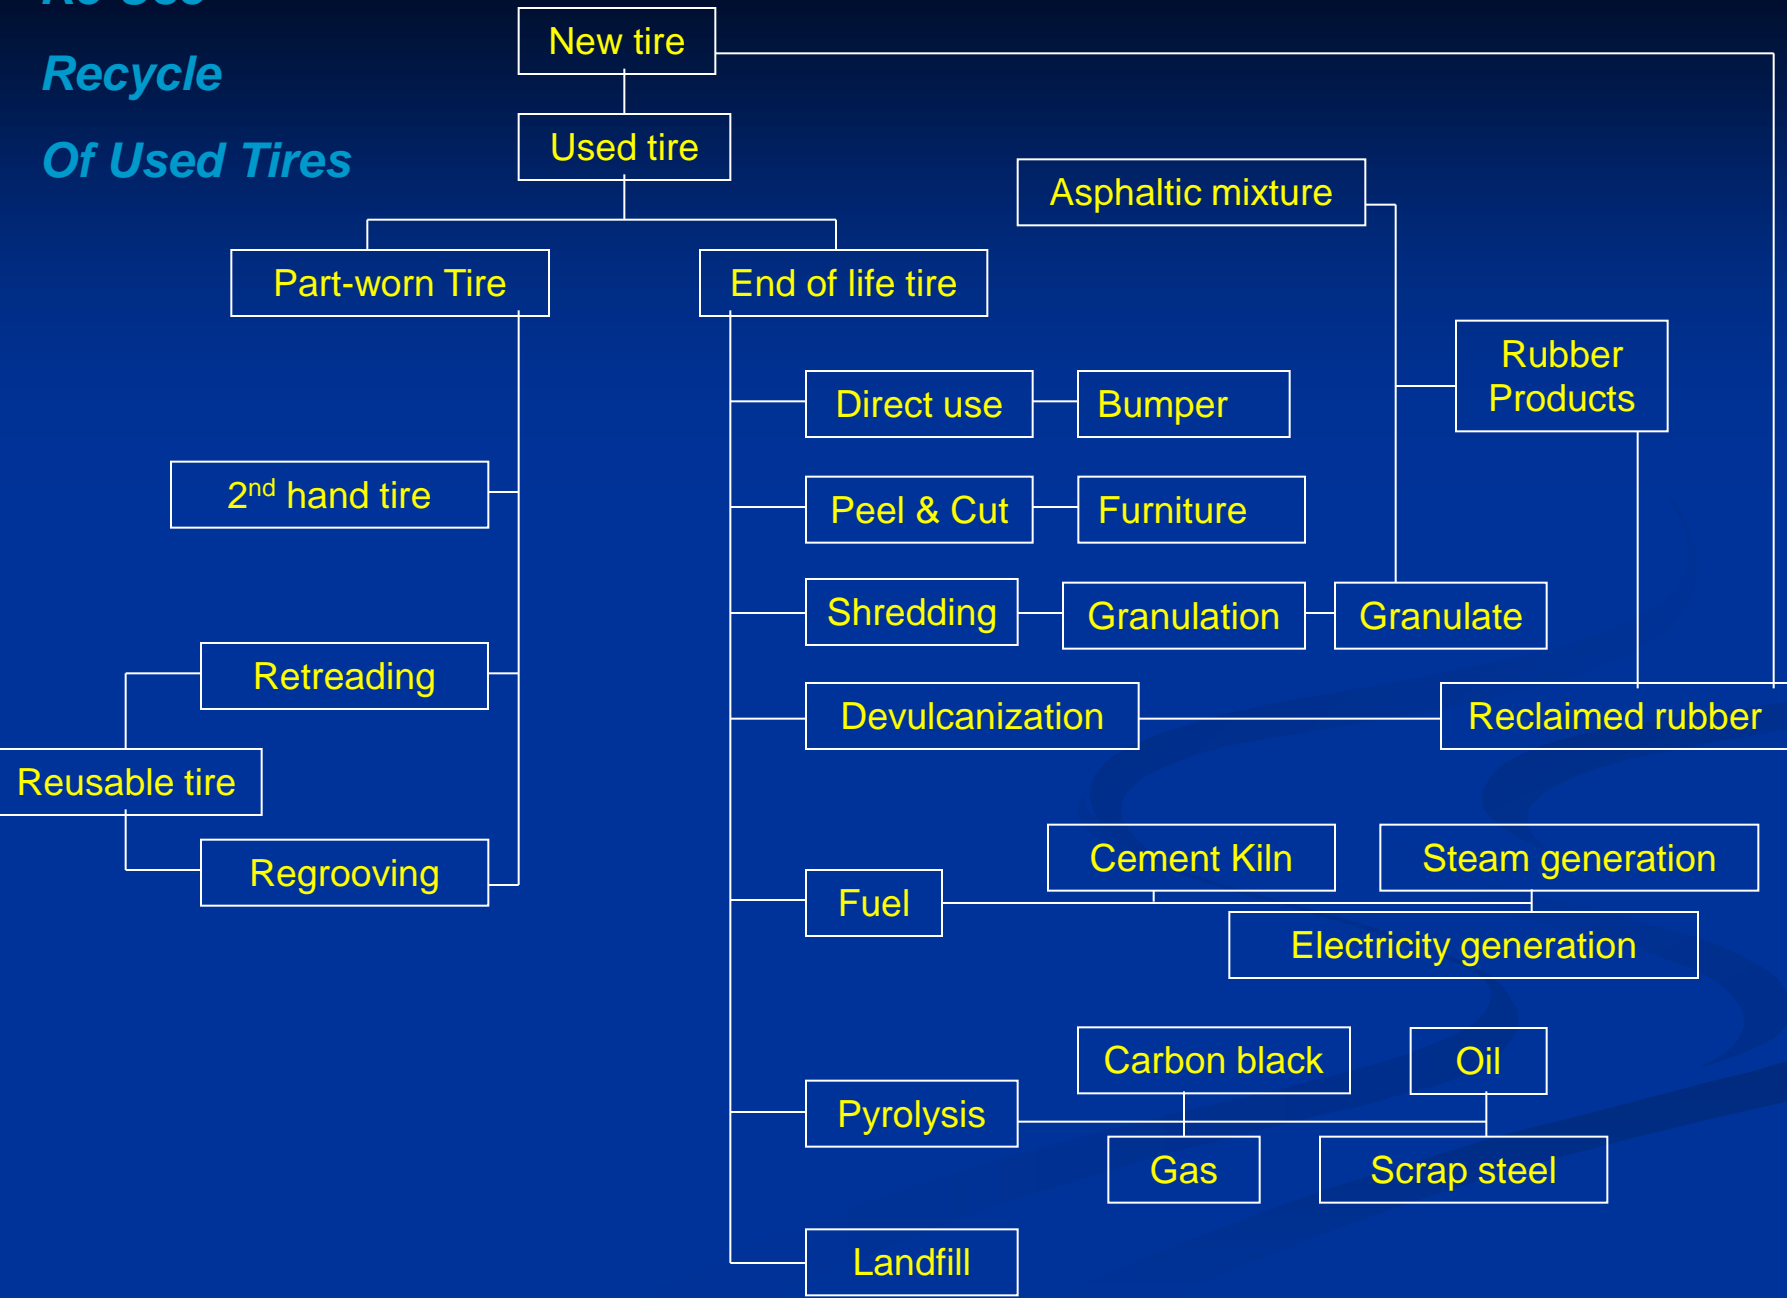 Recycle
Of Used Tires
New tire
Used tire
Part-worn Tire
End of life tire
Asphaltic mixture
Rubber
Products
Direct use
Bumper
2nd hand tire
Peel & Cut
Furniture
Shredding
Granulation
Granulate
Retreading
Devulcanization
Reclaimed rubber
Reusable tire
Regrooving
Cement Kiln
Steam generation
Fuel
Electricity generation
Carbon black
Oil
Pyrolysis
Gas
Scrap steel
Landfill